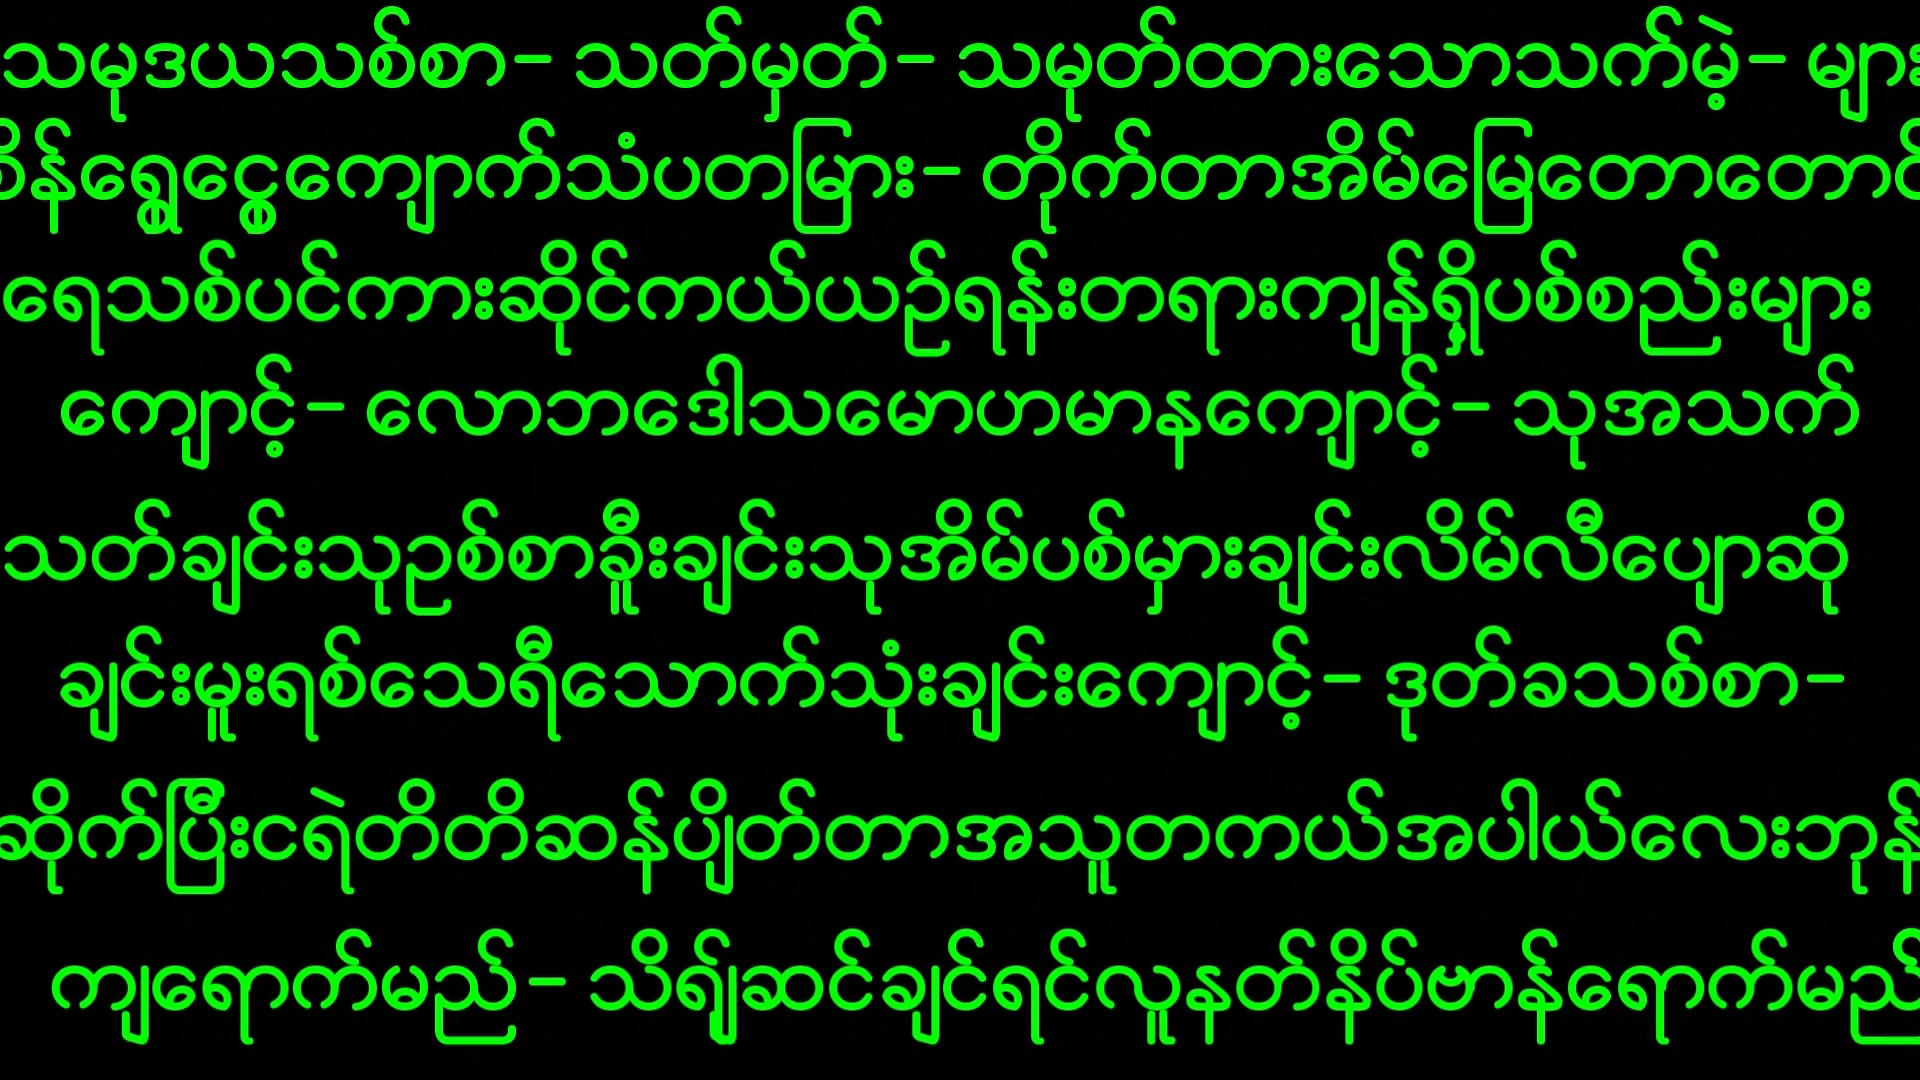 သမုဒယသစ်စာ- သတ်မှတ်- သမုတ်ထားသောသက်မဲ့- များ
စိန်ရွှေငွေကျောက်သံပတမြား- တိုက်တာအိမ်မြေတောတောင်
ရေသစ်ပင်ကားဆိုင်ကယ်ယဉ်ရန်းတရားကျန်ရှိပစ်စည်းများ
ကျောင့်- လောဘဒေါသမောဟမာနကျောင့်- သုအသက်
သတ်ချင်းသုဥစ်စာခိူးချင်းသုအိမ်ပစ်မှားချင်းလိမ်လီပျောဆို
ချင်းမူးရစ်သေရီသောက်သုံးချင်းကျောင့်- ဒုတ်ခသစ်စာ-
ဆိုက်ပြီးငရဲတိတိဆန်ပျိတ်တာအသူတကယ်အပါယ်လေးဘုန်
ကျရောက်မည်- သိရျ်ဆင်ချင်ရင်လူနတ်နိပ်ဗာန်ရောက်မည်